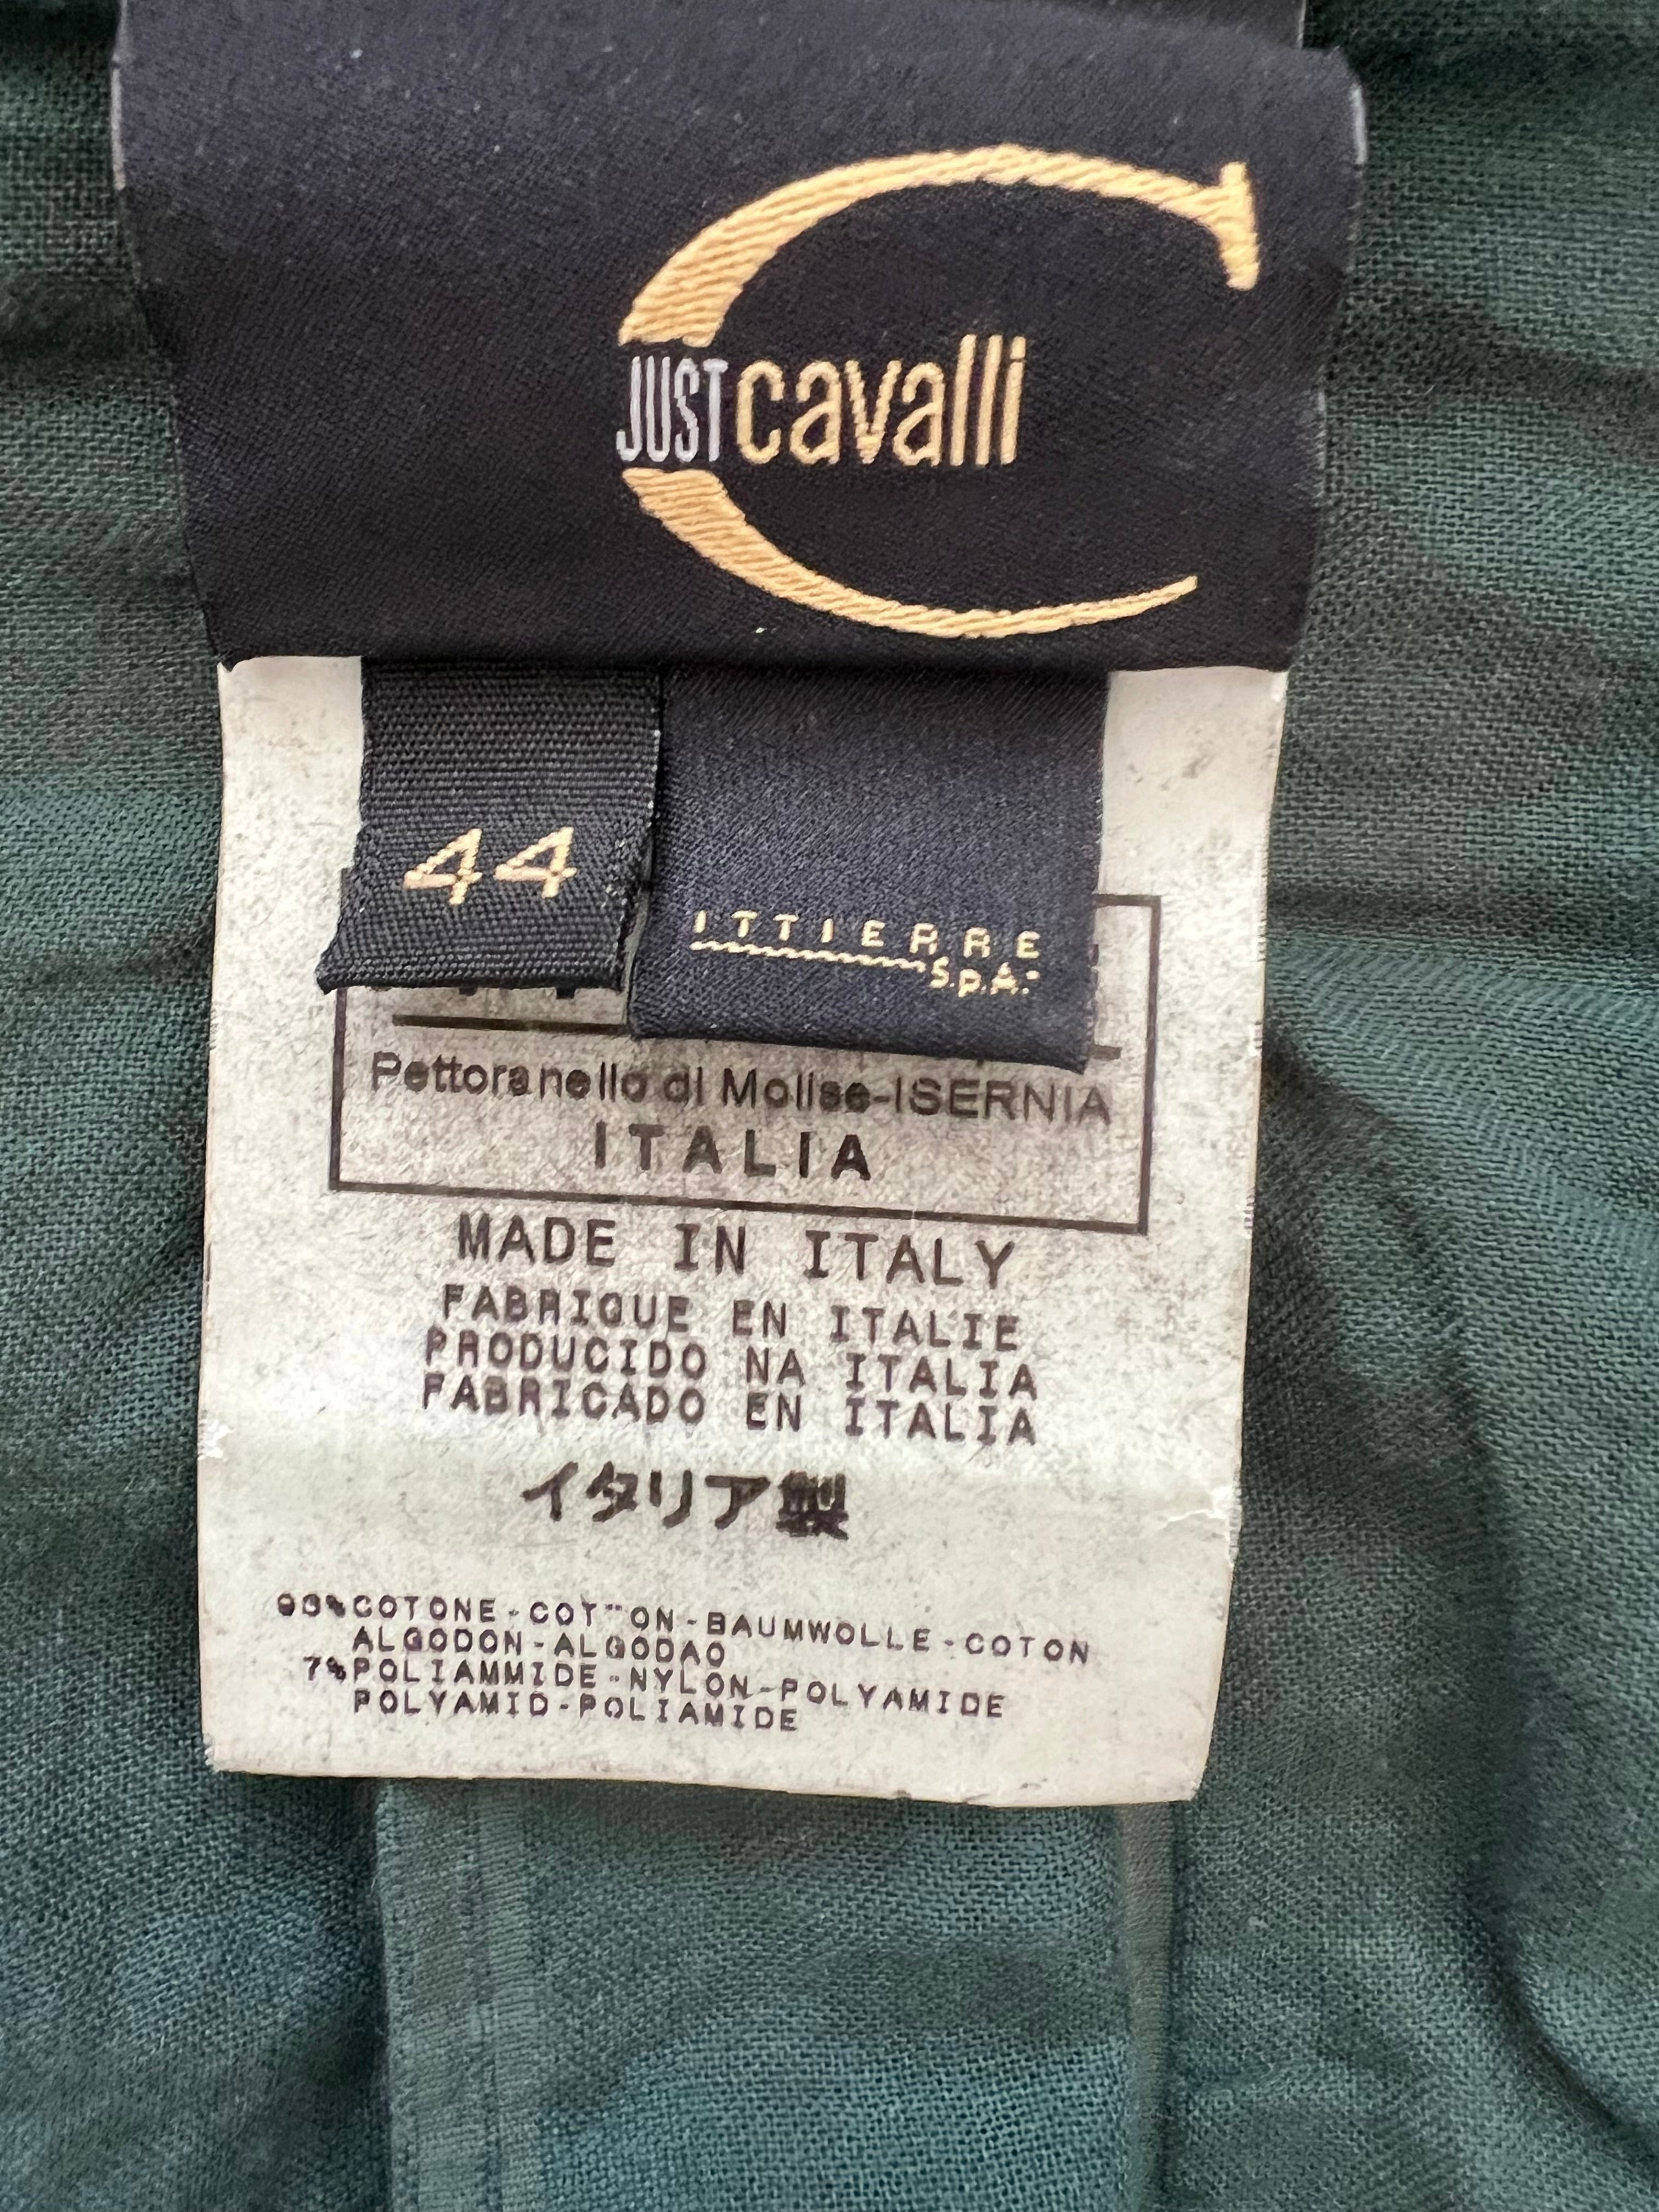 JUST cavalli
44
ITTIERRE
S.p.A.
Pettoranello di Molise-ISERNIA
ITALIA
MADE IN ITALY
FABRIQUE EN ITALIE
PRODUCIDO NA ITALIA
FABRICADO EN ITALIA
イタリア製
93%COTONE-COTTON-BAUMWOLLE-COTON
ALGODON-ALGODAO
7%POLIAMMIDE-NYLON-POLYAMIDE
POLYAMID-POLIAMIDE